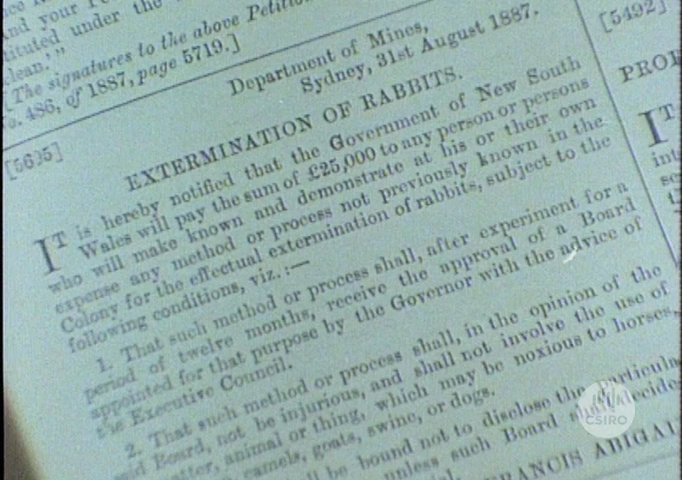 and your
tituted under the
clean.'"
[The signatures to the above
No. 486, of 1887, page 5719.]
Department of Mines,
Sydney, 31st August 1887.
[5695]
EXTERMINATION OF RABBITS.
IT is hereby notified that the Government of New South
Wales will pay the sum of £25,000 to any person or persons
who will make known and demonstrate at his or their own
expense any method or process not previously known in the
Colony for the effectual extermination of rabbits, subject to the
following conditions, viz.:—
1. That such method or process shall, after experiment for a
period of twelve months, receive the approval of a Board
appointed for that purpose by the Governor with the advice of
the Executive Council.
2. That such method or process shall, in the opinion of the
said Board, not be injurious, and shall not involve the use of
matter, animal or thing, which may be noxious to horses,
camels, goats, swine, or dogs.
be bound not to disclose the
unless such Board
[5492]
IT
CSIRO